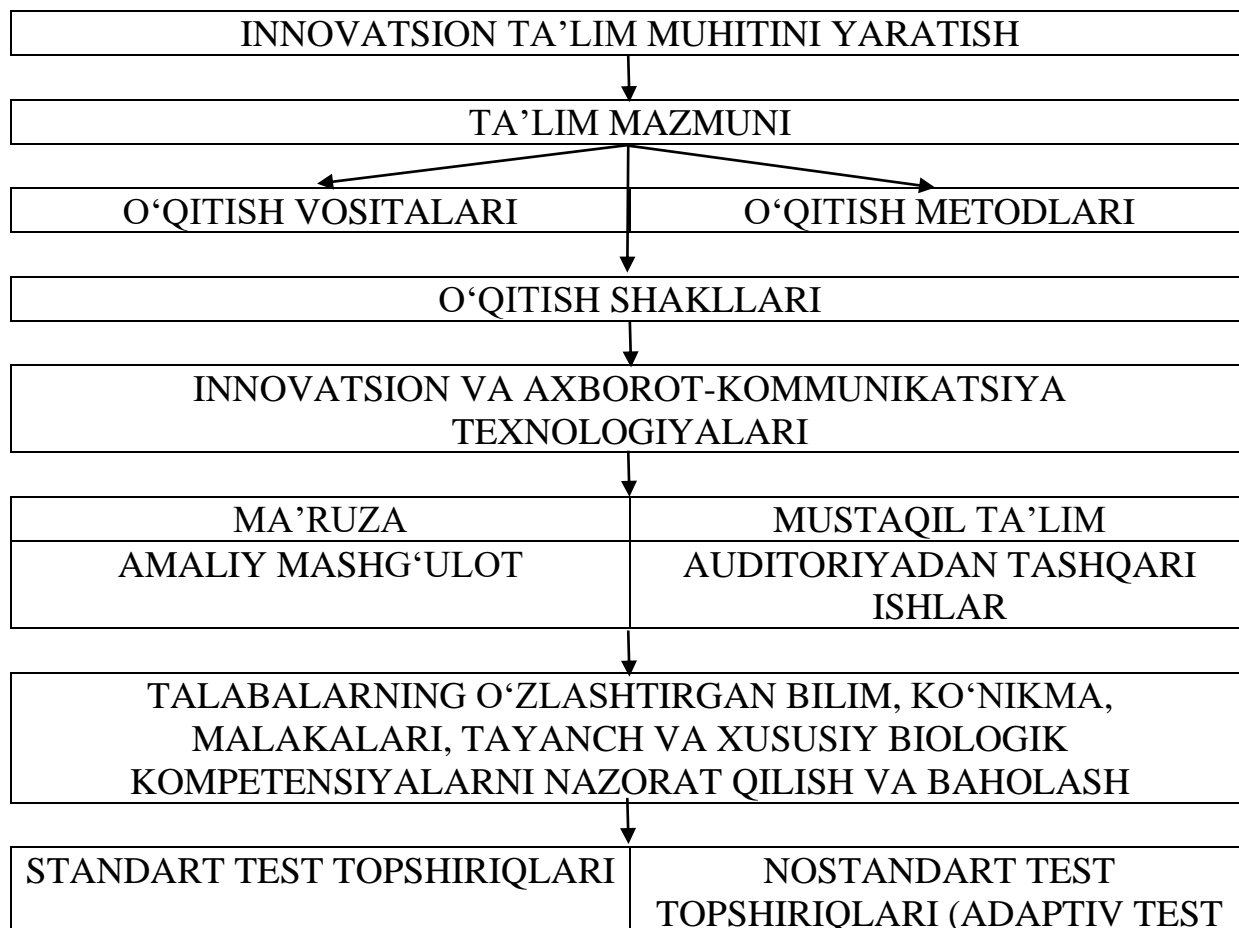 INNOVATSION TA’LIM MUHITINI YARATISH
TA’LIM MAZMUNI
O‘QITISH VOSITALARI
O‘QITISH METODLARI
O‘QITISH SHAKLLARI
INNOVATSION VA AXBOROT-KOMMUNIKATSIYA
TEXNOLOGIYALARI
MA’RUZA
MUSTAQIL TA’LIM
AMALIY MASHG‘ULOT
AUDITORIYADAN TASHQARI
ISHLAR
TALABALARNING O‘ZLASHTIRGAN BILIM, KO‘NIKMA,
MALAKALARI, TAYANCH VA XUSUSIY BIOLOGIK
KOMPETENSIYALARNI NAZORAT QILISH VA BAHOLASH
STANDART TEST TOPSHIRIQLARI
NOSTANDART TEST
TOPSHIRIQLARI (ADAPTIV TEST